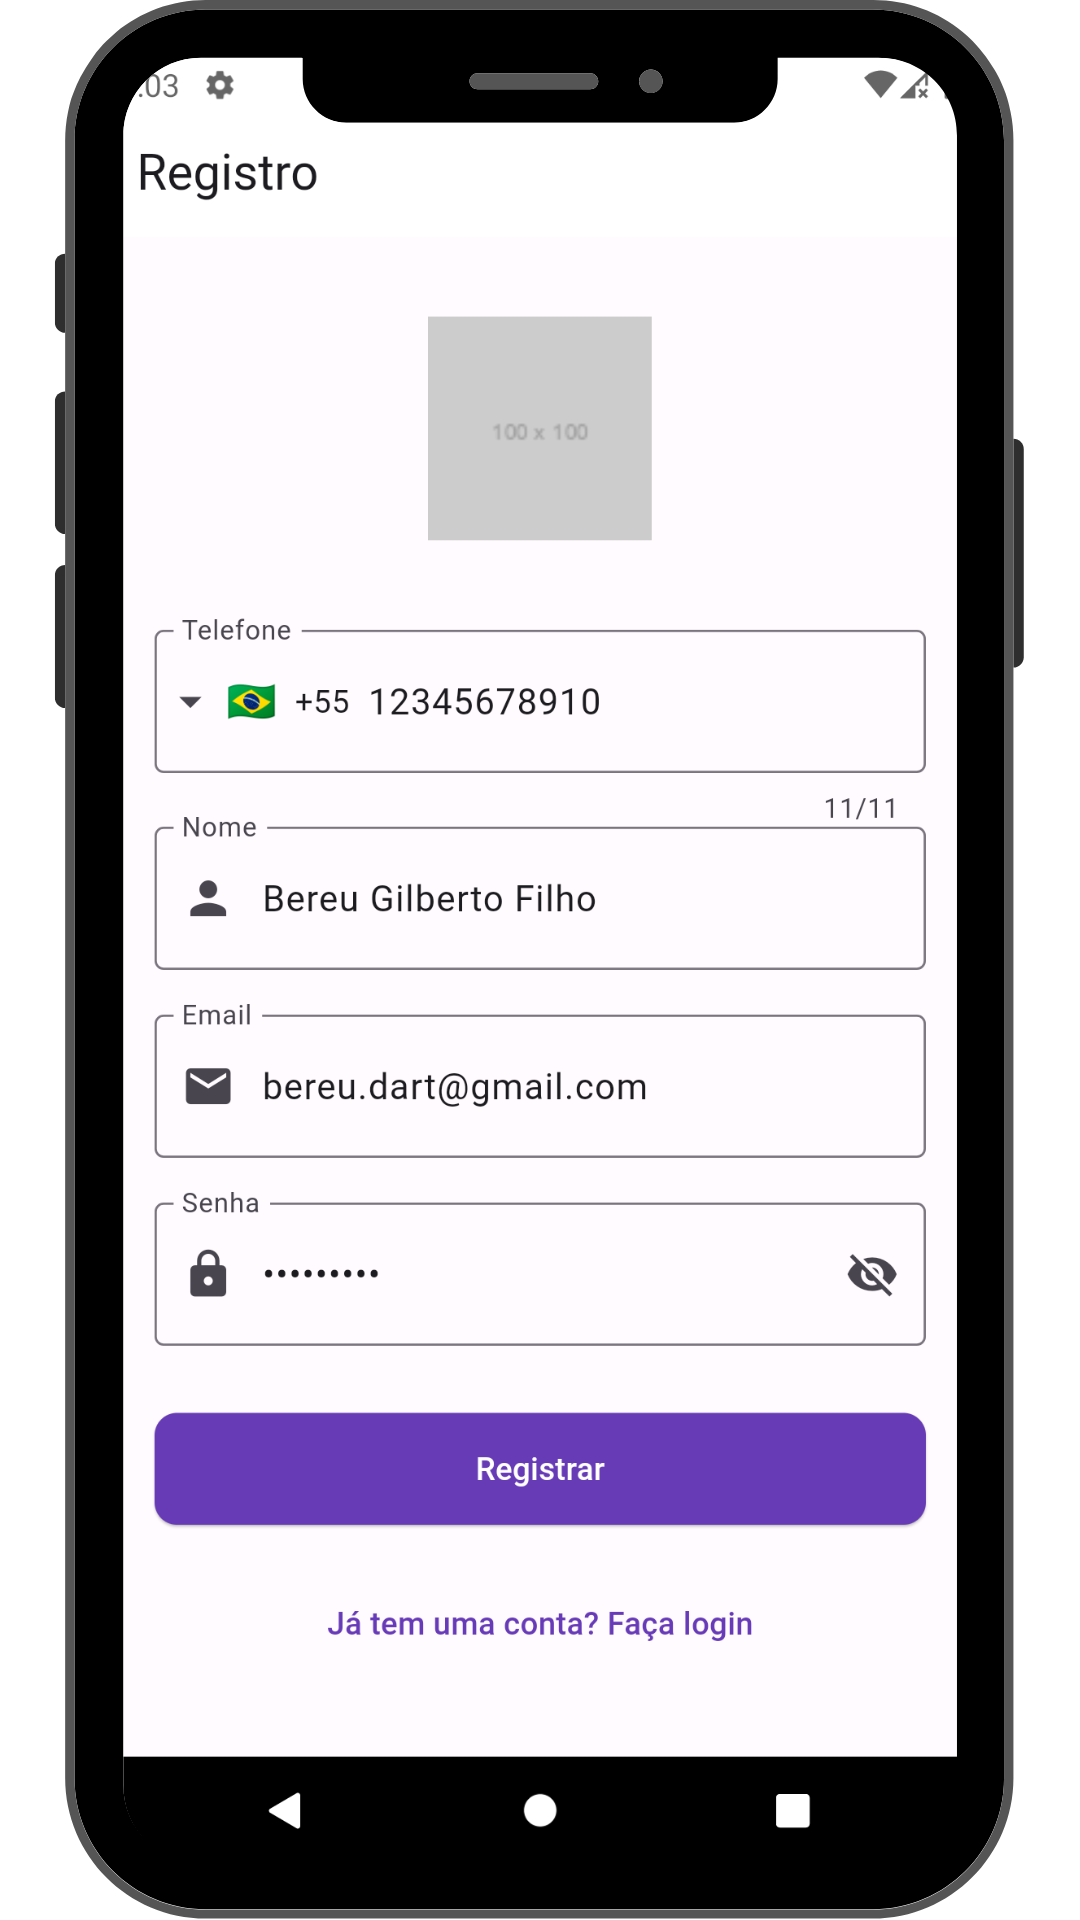 :03
Registro
100 x 100
Telefone
+55 12345678910
11/11
Nome
Bereu Gilberto Filho
Email
bereu.dart@gmail.com
Senha
•••••••••
Registrar
Já tem uma conta? Faça login